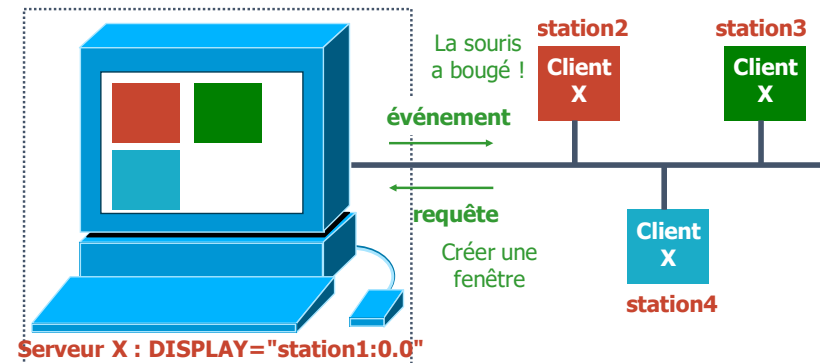 La souris
a bougé !
événement
requête
Créer une
fenêtre
station2
Client
X
station3
Client
X
Client
X
station4
Serveur X : DISPLAY="station1:0.0"